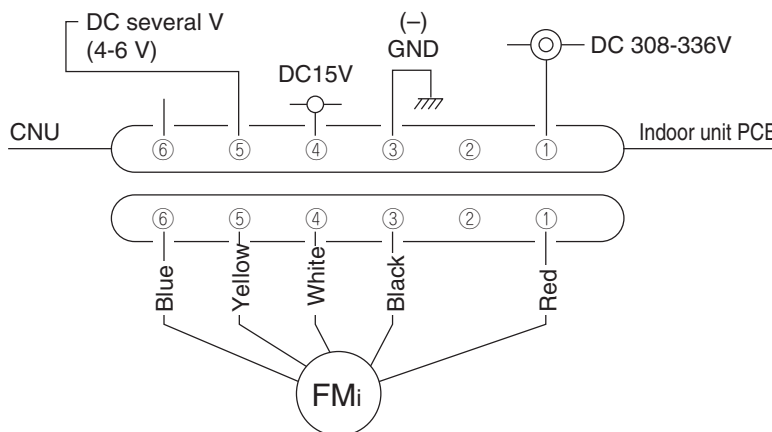 DC several V
(4-6 V)
(–)
GND
DC15V
DC 308-336V
CNU
Indoor unit PCB
⑥ ⑤ ④ ③ ② ①
⑥ ⑤ ④ ③ ② ①
Blue Yellow White Black Red
FMi